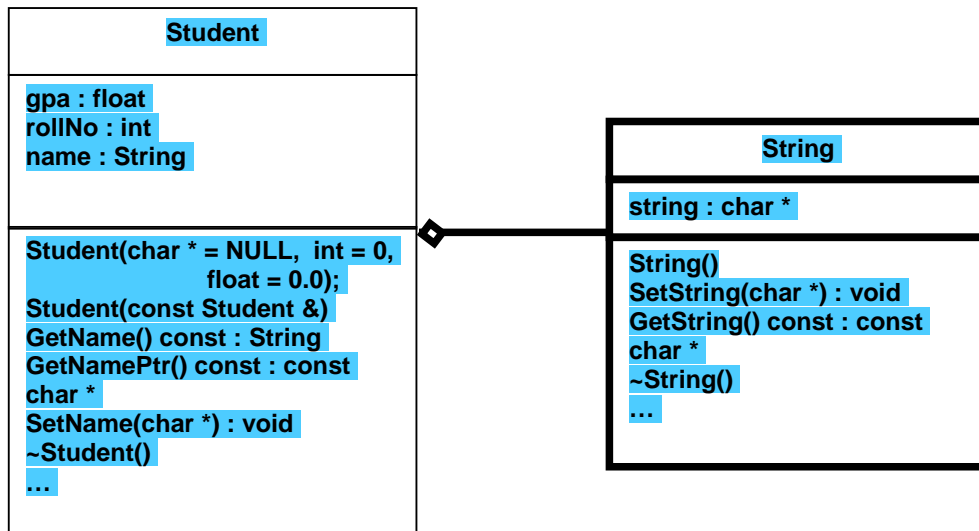 Student
gpa : float
rollNo : int
name : String
Student(char * = NULL,  int = 0,
float = 0.0);
Student(const Student &)
GetName() const : String
GetNamePtr() const : const
char *
SetName(char *) : void
~Student()
…
String
string : char *
String()
SetString(char *) : void
GetString() const : const
char *
~String()
…